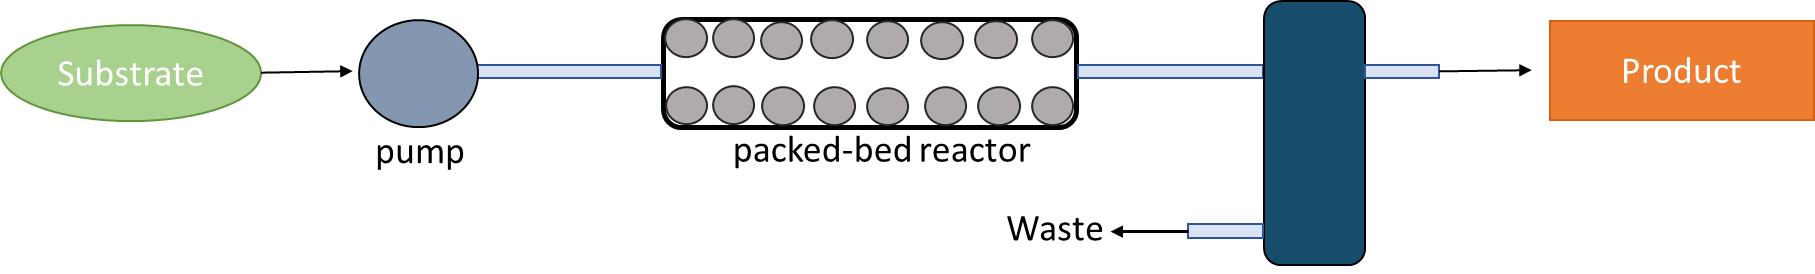 Substrate
pump
packed-bed reactor
Waste
Product